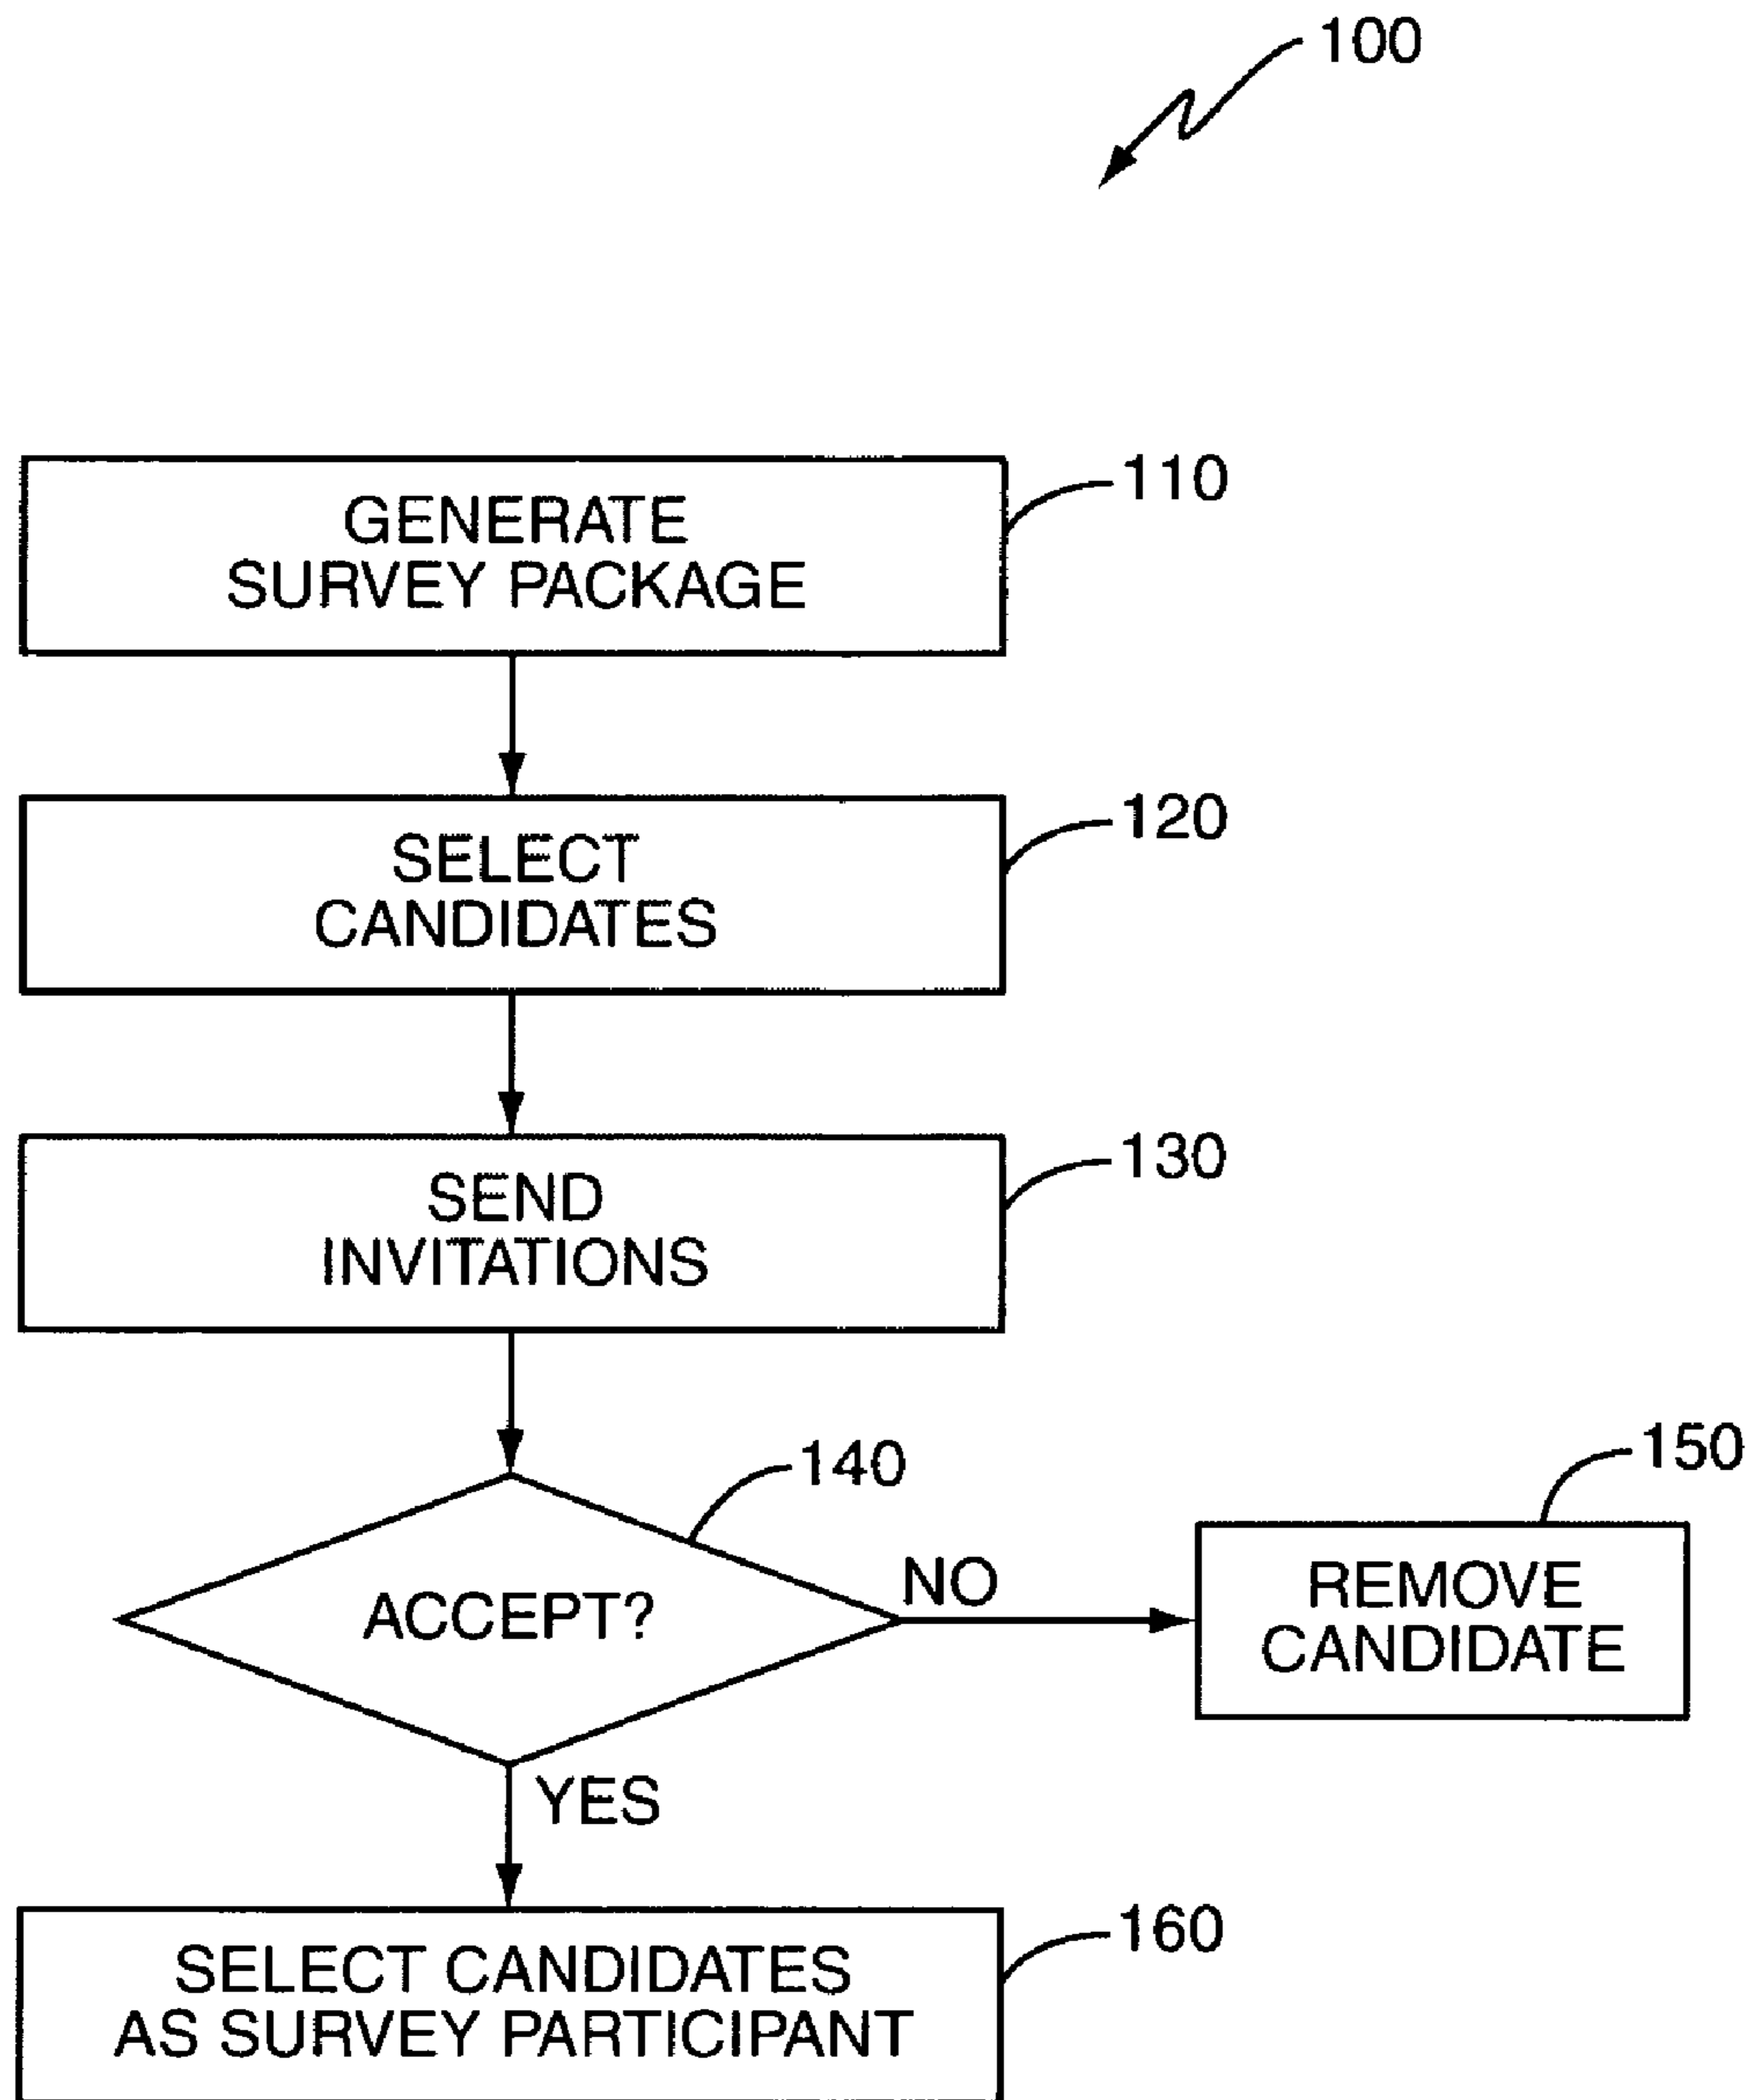 100
GENERATE
SURVEY PACKAGE
110
SELECT
CANDIDATES
120
SEND
INVITATIONS
130
140
ACCEPT?
NO
150
REMOVE
CANDIDATE
YES
SELECT CANDIDATES
AS SURVEY PARTICIPANT
160